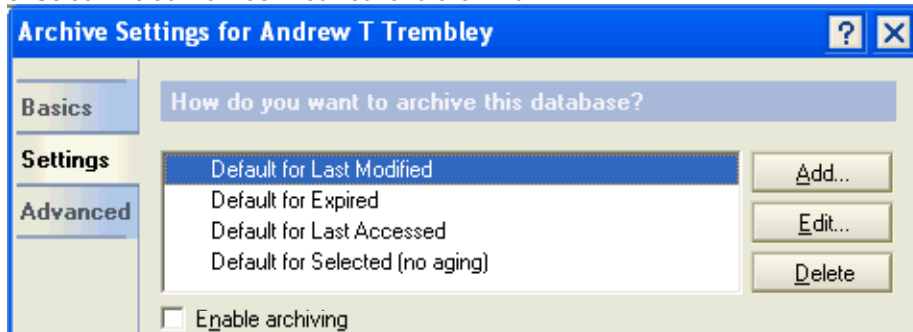 Archive Settings for Andrew T Trembley
?
X
Basics
Settings
Advanced
How do you want to archive this database?
Default for Last Modified
Default for Expired
Default for Last Accessed
Default for Selected (no aging)
Add...
Edit...
Delete
Enable archiving